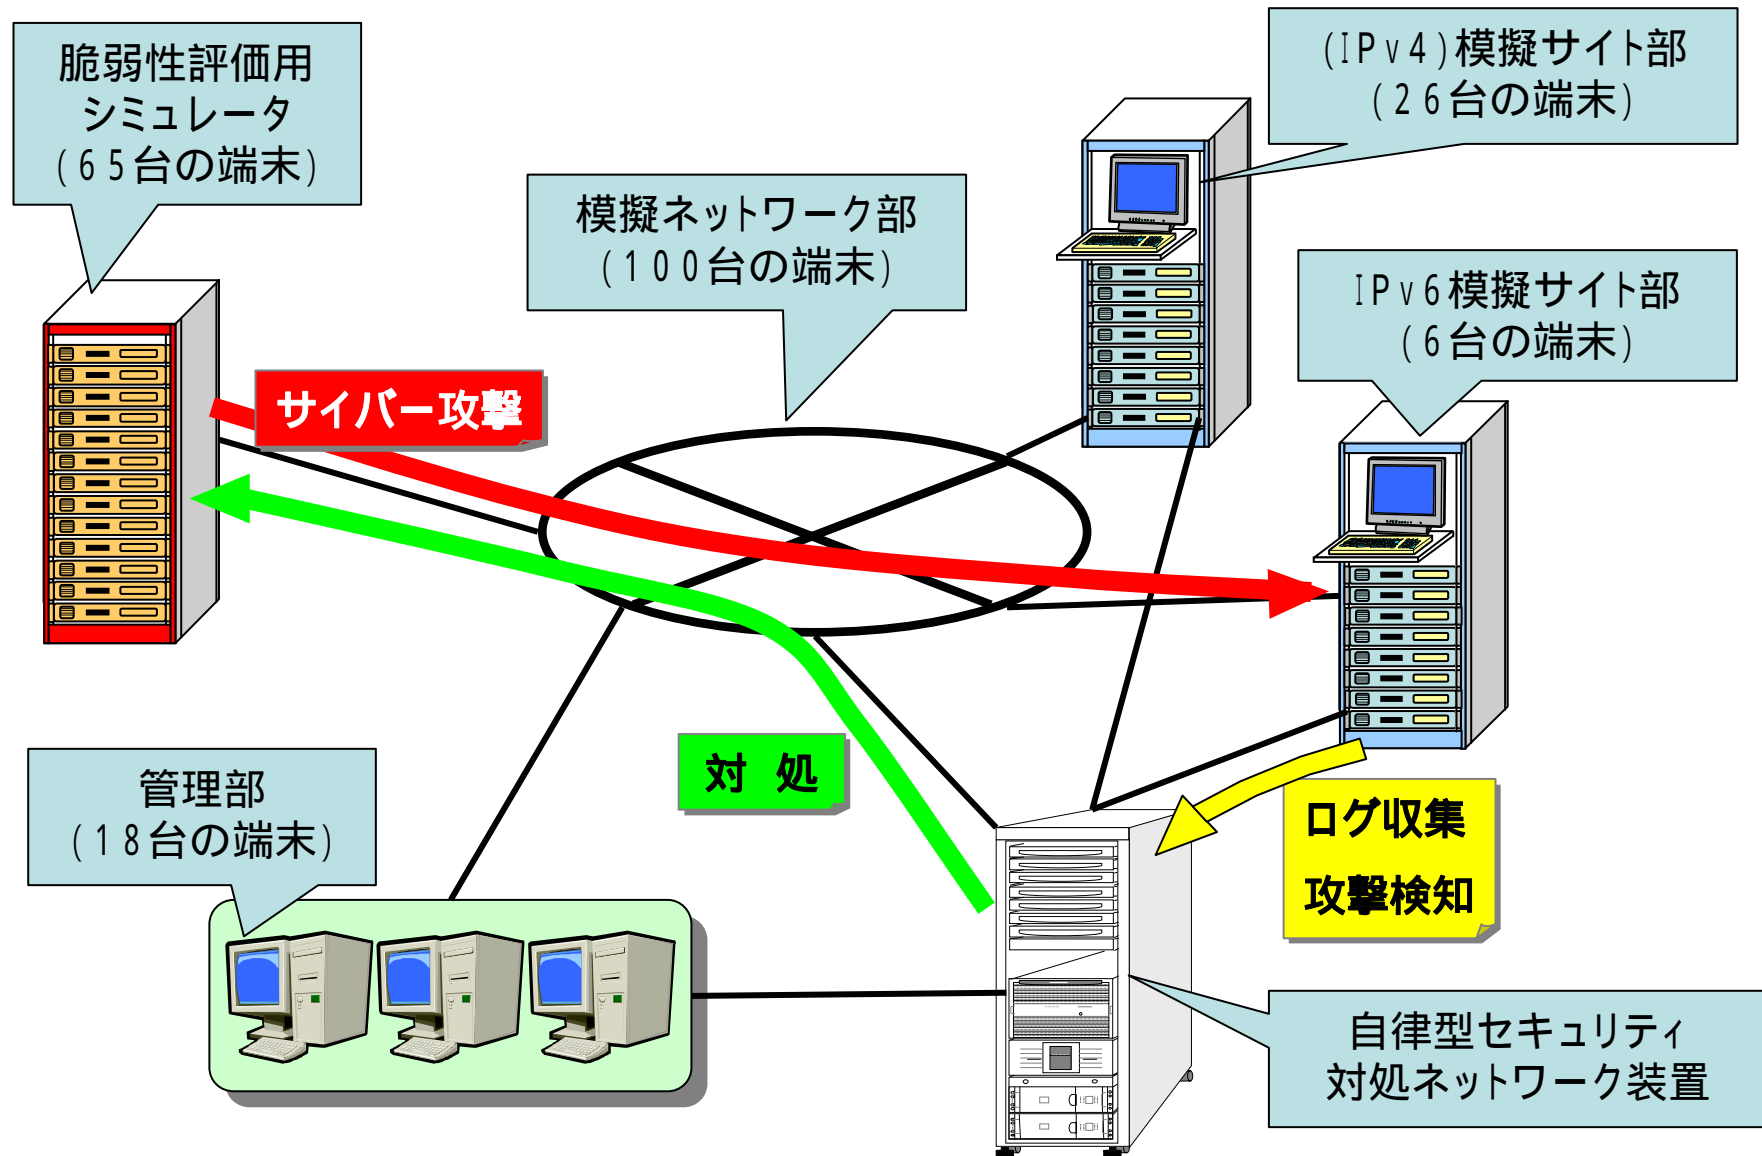 脆弱性評価用
シミュレータ
(65台の端末)
(IPv4)模擬サイト部
(26台の端末)
模擬ネットワーク部
(100台の端末)
IPv6模擬サイト部
(6台の端末)
サイバー攻撃
対 処
管理部
(18台の端末)
ログ収集
攻撃検知
自律型セキュリティ
対処ネットワーク装置